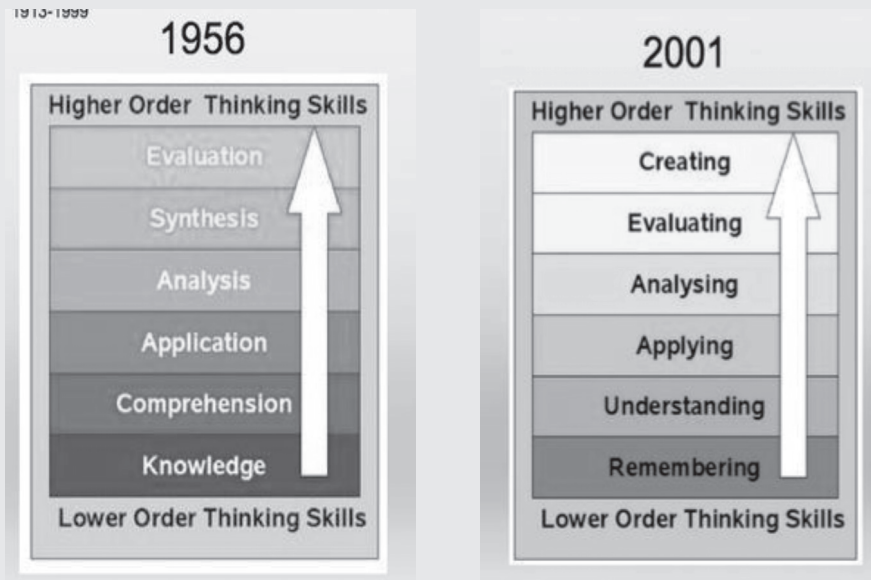 1913-1999
1956
Higher Order Thinking Skills
Evaluation
Synthesis
Analysis
Application
Comprehension
Knowledge
Lower Order Thinking Skills
2001
Higher Order Thinking Skills
Creating
Evaluating
Analysing
Applying
Understanding
Remembering
Lower Order Thinking Skills